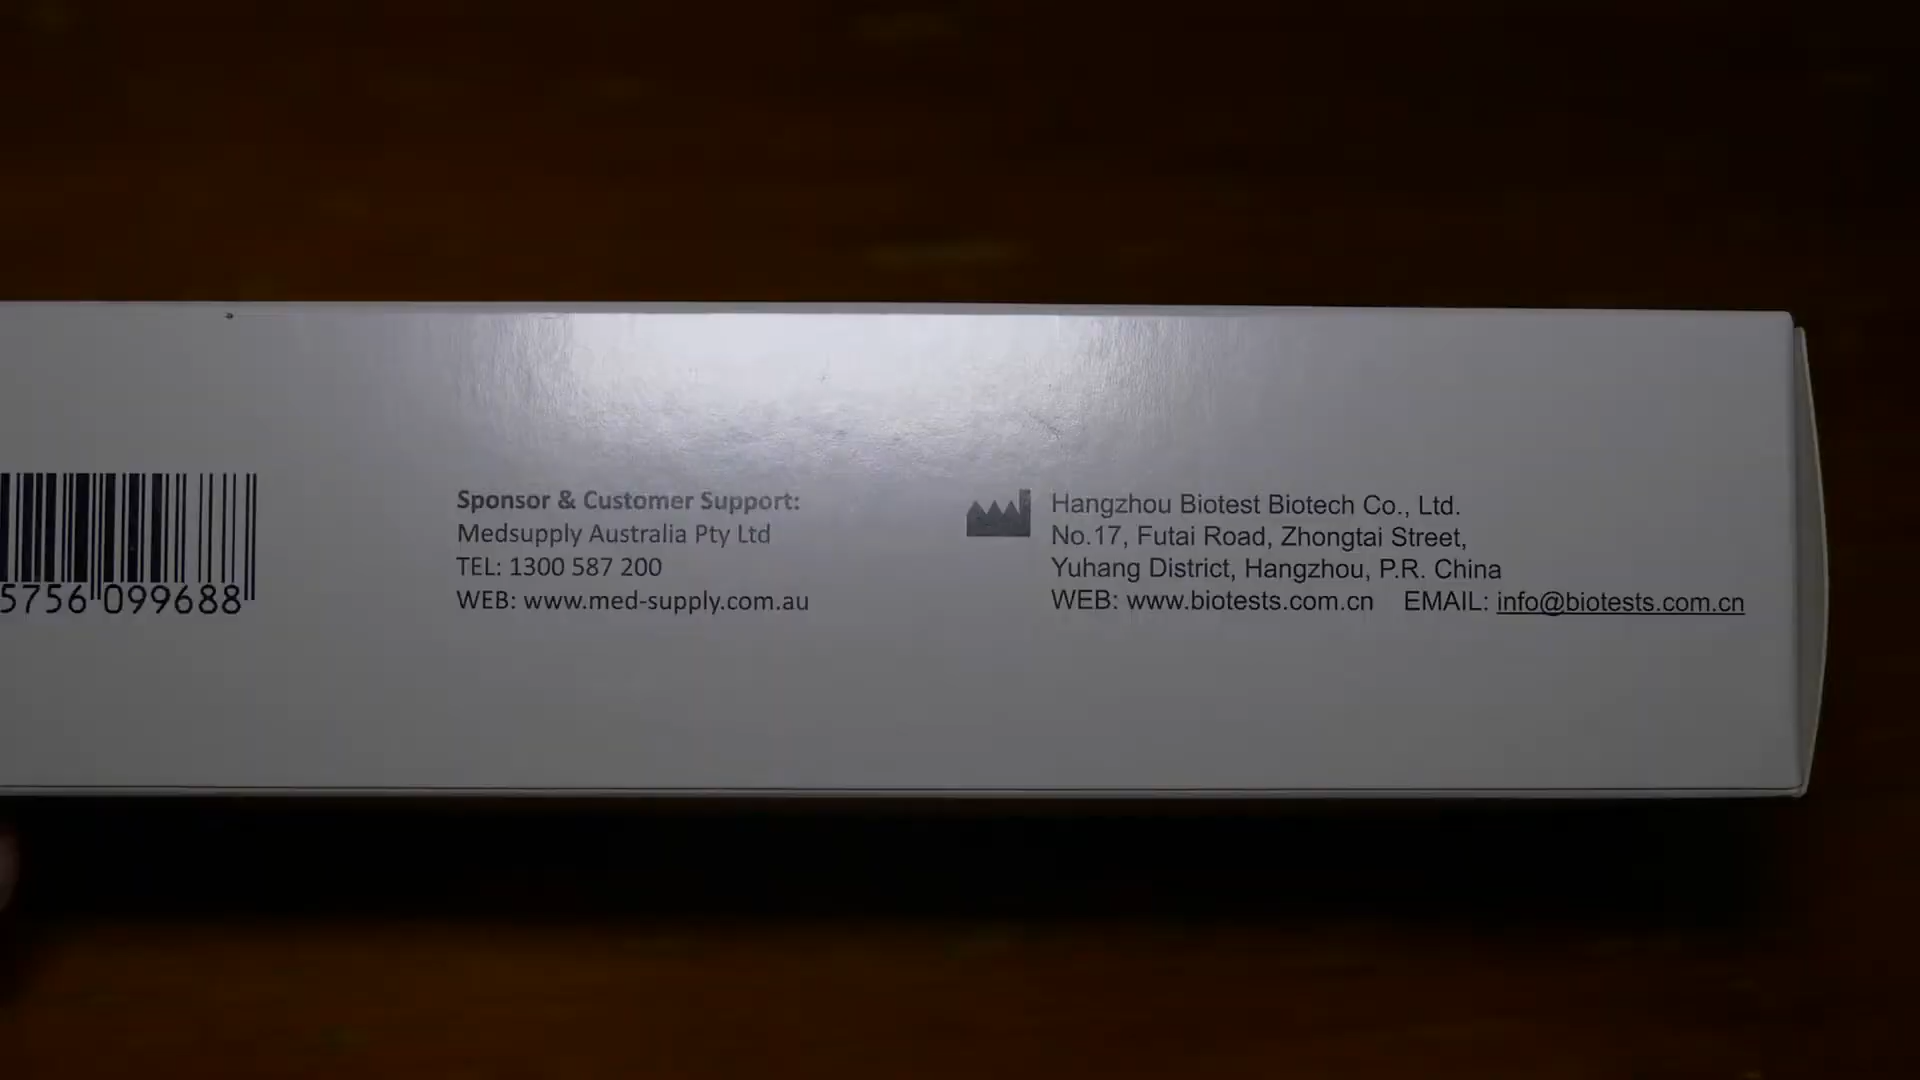 5756 099688
Sponsor & Customer Support:
Medsupply Australia Pty Ltd
TEL: 1300 587 200
WEB: www.med-supply.com.au
Hangzhou Biotest Biotech Co., Ltd.
No.17, Futai Road, Zhongtai Street,
Yuhang District, Hangzhou, P.R. China
WEB: www.biotests.com.cn EMAIL: info@biotests.com.cn